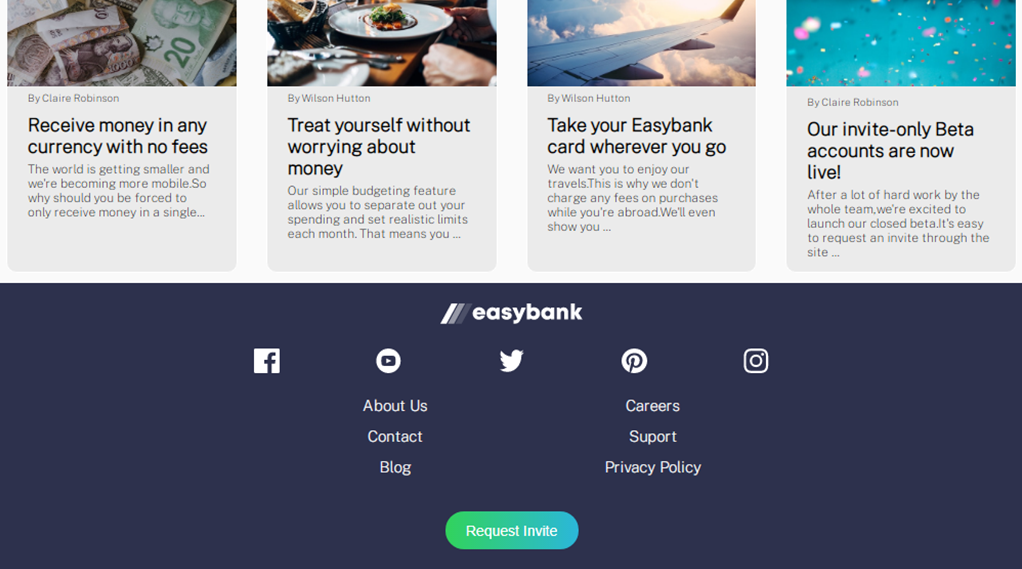 By Claire Robinson
Receive money in any
currency with no fees
The world is getting smaller and
we're becoming more mobile.So
why should you be forced to
only receive money in a single...
By Wilson Hutton
Treat yourself without
worrying about
money
Our simple budgeting feature
allows you to separate out your
spending and set realistic limits
each month. That means you ...
By Wilson Hutton
Take your Easybank
card wherever you go
We want you to enjoy our
travels.This is why we don't
charge any fees on purchases
while you're abroad.We'll even
show you ...
By Claire Robinson
Our invite-only Beta
accounts are now
live!
After a lot of hard work by the
whole team,we're excited to
launch our closed beta.It's easy
to request an invite through the
site ...
easybank
About Us
Contact
Blog
Careers
Suport
Privacy Policy
Request Invite